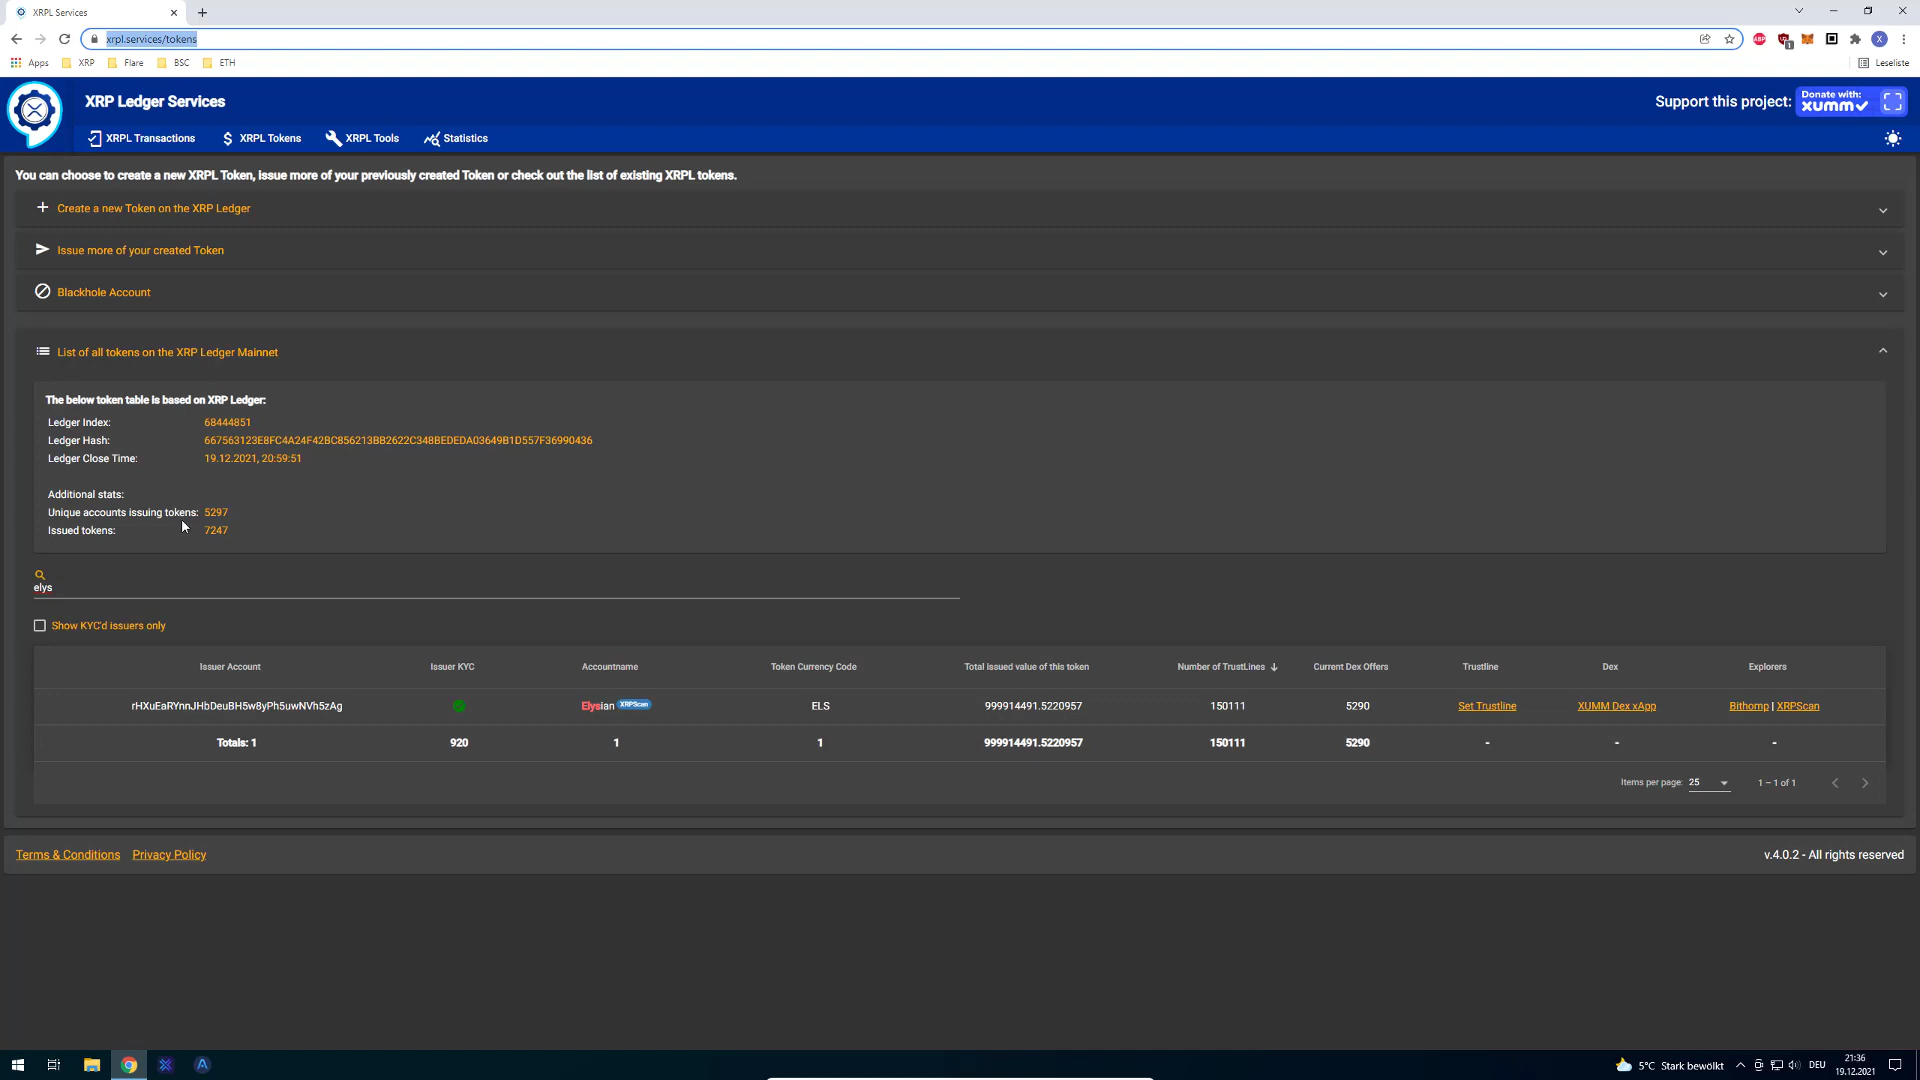 XRPL Services
xrpl.services/tokens
Apps XRP Flare BSC ETH Leseliste
XRP Ledger Services
Support this project: Donate with: xumm
XRPL Transactions XRPL Tokens XRPL Tools Statistics
You can choose to create a new XRPL Token, issue more of your previously created Token or check out the list of existing XRPL tokens.
Create a new Token on the XRP Ledger
Issue more of your created Token
Blackhole Account
List of all tokens on the XRP Ledger Mainnet
The below token table is based on XRP Ledger:
Ledger Index: 68444851
Ledger Hash: 667563123E8FC4A24F42BC856213BB2622C348BEDEDA03649B1D557F36990436
Ledger Close Time: 19.12.2021, 20:59:51
Additional stats:
Unique accounts issuing tokens: 5297
Issued tokens: 7247
elys
Show KYC'd issuers only
Issuer Account Issuer KYC Accountname Token Currency Code Total issued value of this token Number of TrustLines Current Dex Offers Trustline Dex Explorers
rHXuEaRYnnJHbDeuBH5w8yPh5uwNVh5zAg Elysian XRPScan ELS 999914491.5220957 150111 5290 Set Trustline XUMM Dex xApp Bithomp | XRPScan
Totals: 1 920 1 1 999914491.5220957 150111 5290 - - -
Items per page: 25 1 – 1 of 1
Terms & Conditions Privacy Policy v.4.0.2 - All rights reserved
5°C Stark bewölkt DEU 21:36
19.12.2021